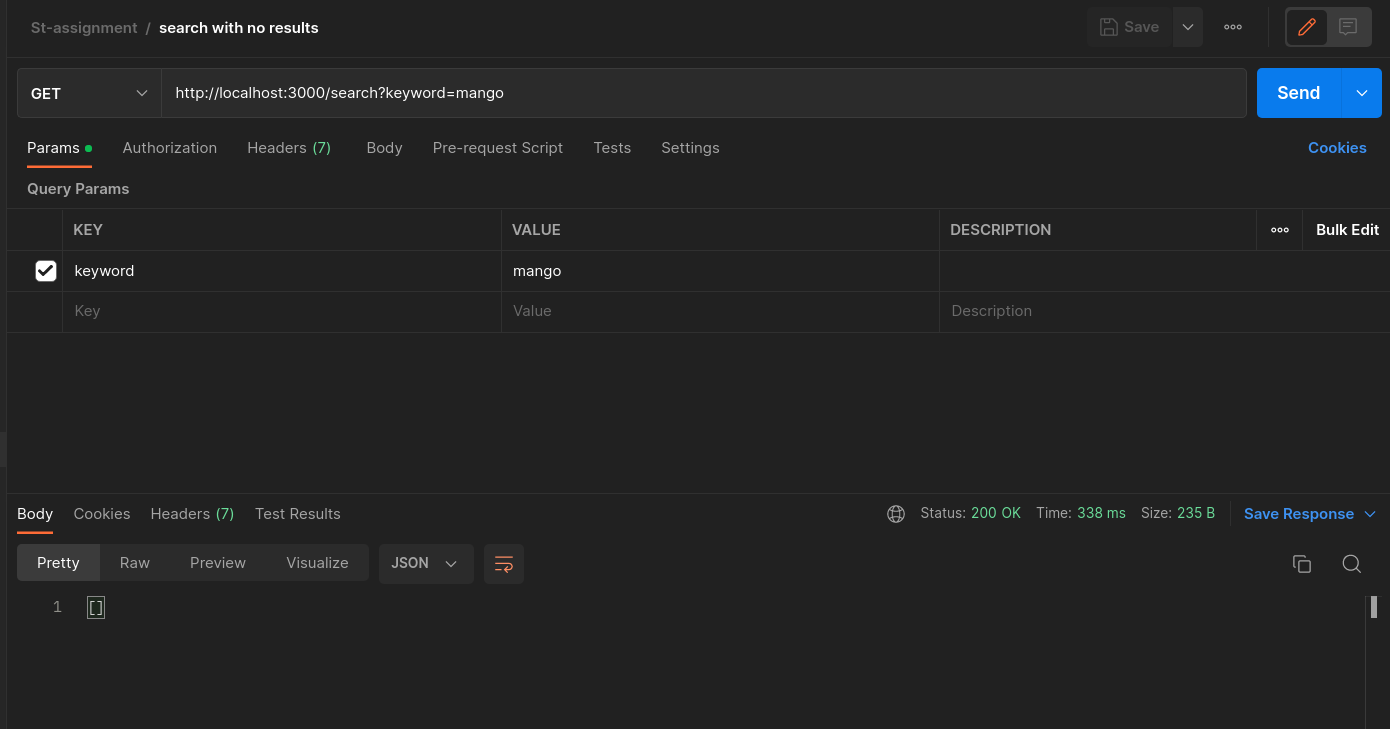 St-assignment / search with no results
Save
GET http://localhost:3000/search?keyword=mango
Send
Params Authorization Headers (7) Body Pre-request Script Tests Settings Cookies
Query Params
KEY VALUE DESCRIPTION Bulk Edit
keyword mango
Key Value Description
Body Cookies Headers (7) Test Results Status: 200 OK Time: 338 ms Size: 235 B Save Response
Pretty Raw Preview Visualize JSON
1 []